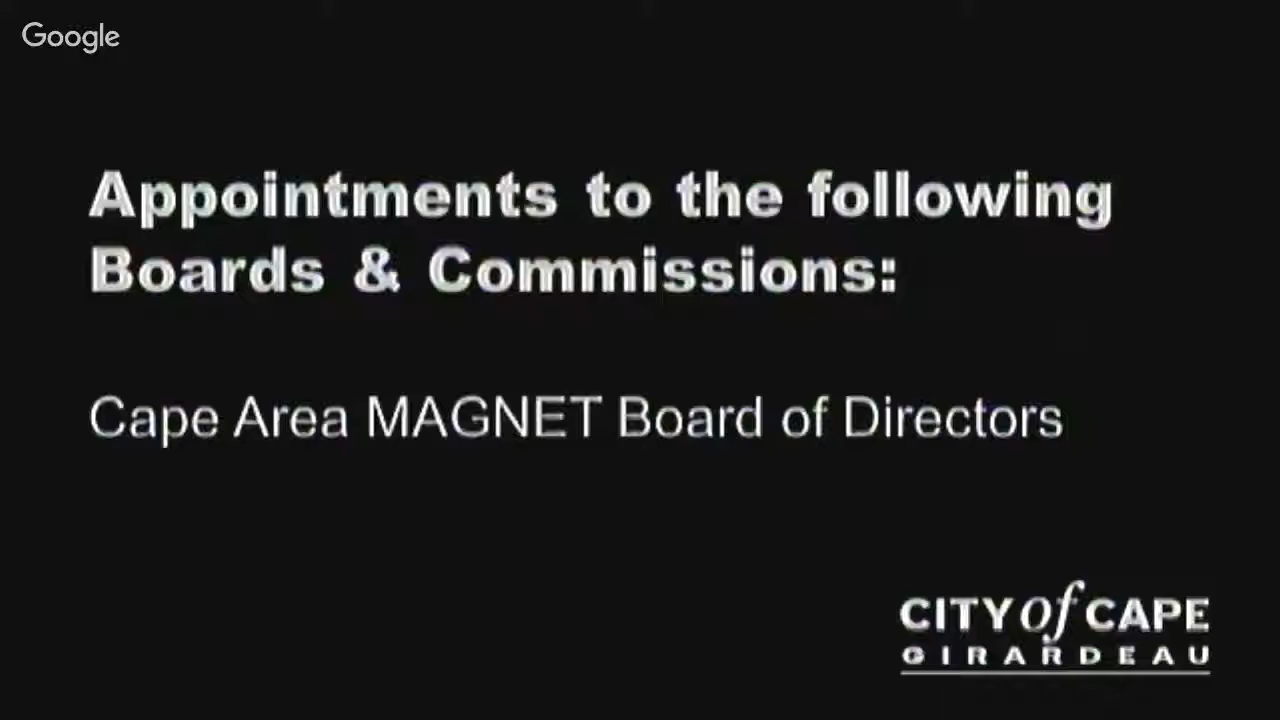 Google
Appointments to the following
Boards & Commissions:
Cape Area MAGNET Board of Directors
CITY of CAPE
GIRARDEAU